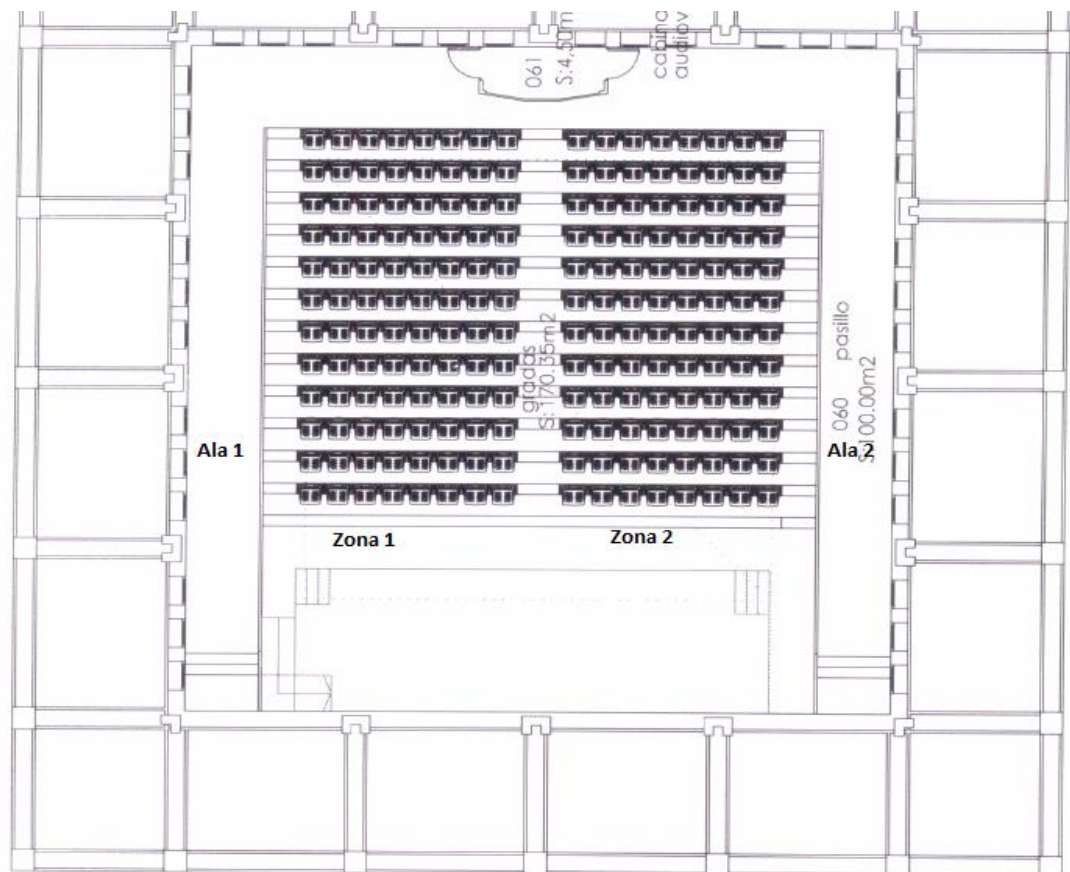 061
S:4,50m
cabina
audiov
gradas
S:170.35m2
060 pasillo
S:100.00m2
Ala 1
Ala 2
Zona 1
Zona 2